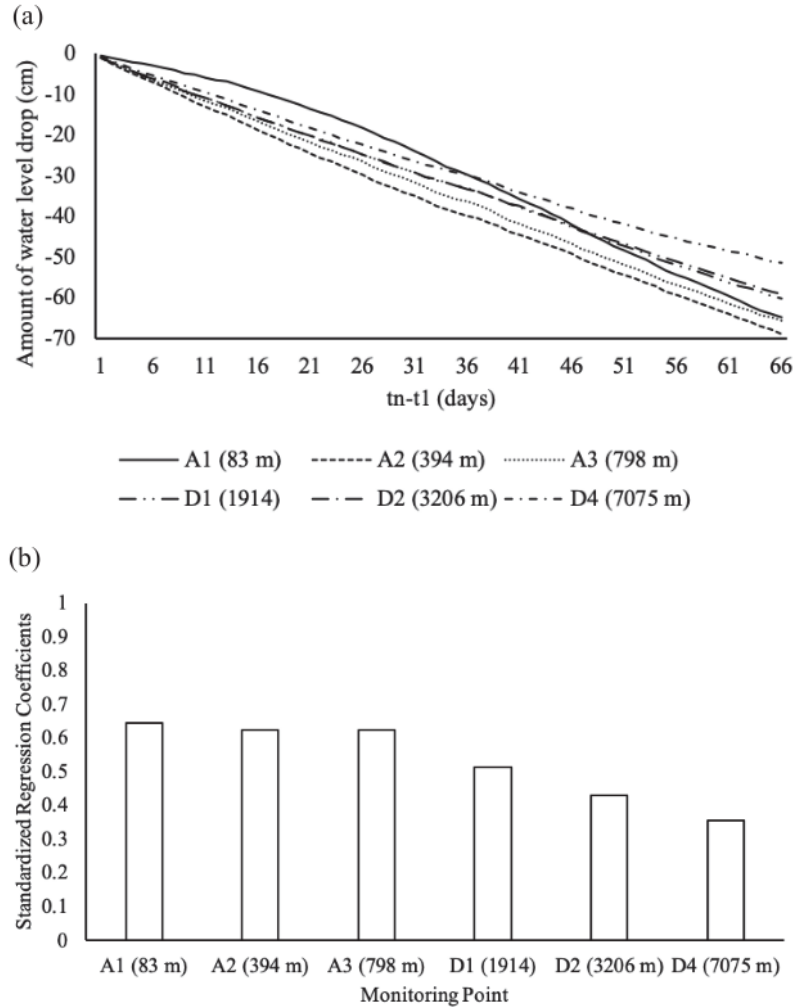 (a)
Amount of water level drop (cm)
0
-10
-20
-30
-40
-50
-60
-70
1 6 11 16 21 26 31 36 41 46 51 56 61 66
tn-t1 (days)
A1 (83 m) A2 (394 m) A3 (798 m)
D1 (1914) D2 (3206 m) D4 (7075 m)
(b)
Standardized Regression Coefficients
1
0.9
0.8
0.7
0.6
0.5
0.4
0.3
0.2
0.1
0
A1 (83 m) A2 (394 m) A3 (798 m) D1 (1914) D2 (3206 m) D4 (7075 m)
Monitoring Point